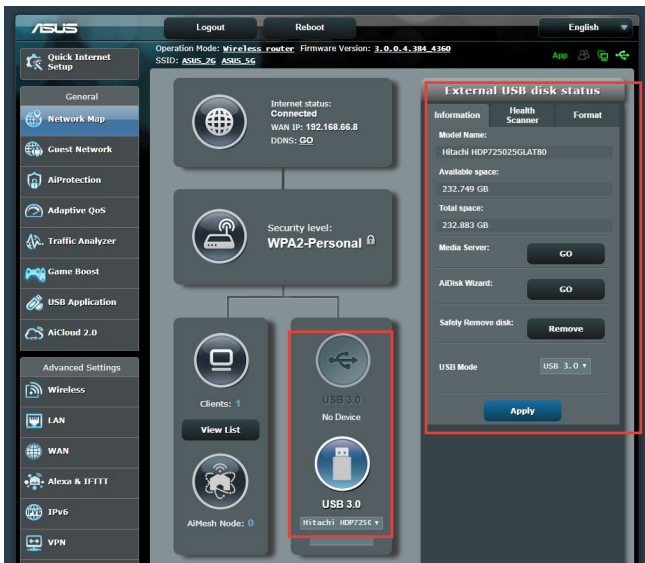 ASUS
Logout
Reboot
English
Quick Internet
Setup
Operation Mode: Wireless router Firmware Version: 3.0.0.4.384_4360
SSID: ASUS_2G ASUS_5G
App
General
Network Map
Guest Network
AiProtection
Adaptive QoS
Traffic Analyzer
Game Boost
USB Application
AiCloud 2.0
Advanced Settings
Wireless
LAN
WAN
Alexa & IFTTT
IPv6
VPN
Internet status:
Connected
WAN IP: 192.168.66.8
DDNS: GO
Security level:
WPA2-Personal
Clients: 1
View List
AiMesh Node: 0
USB 3.0
No Device
USB 3.0
Hitachi HDP725C
External USB disk status
Information
Health
Scanner
Format
Model Name:
Hitachi HDP725025GLAT80
Available space:
232.749 GB
Total space:
232.883 GB
Media Server:
GO
AiDisk Wizard:
GO
Safely Remove disk:
Remove
USB Mode
USB 3.0
Apply